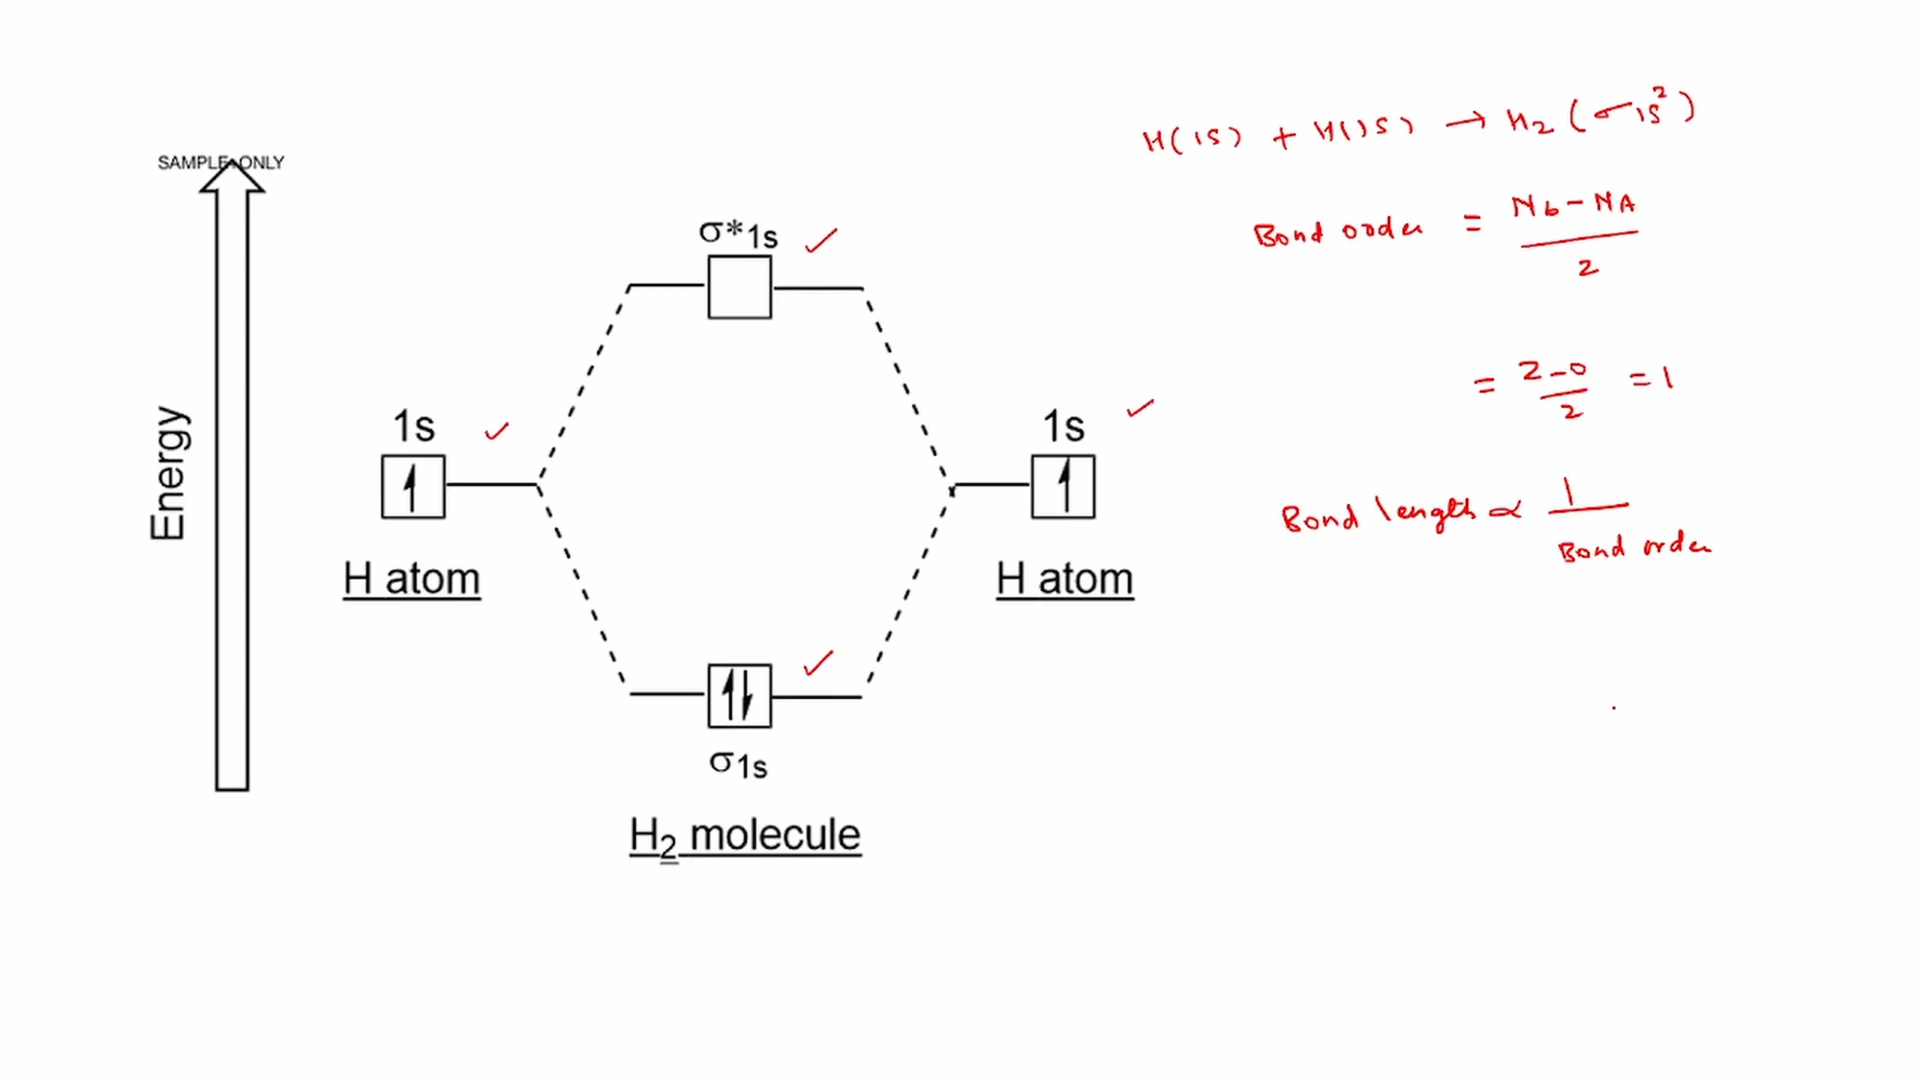 SAMPLE ONLY
H(1S) + H(1S) → H2 (σ1S²)
σ*1s
Bond order = Nb - NA
2
= 2-0 = 1
2
1s
1s
Energy
Bond length ∝ 1
Bond order
H atom
H atom
σ1s
H2 molecule